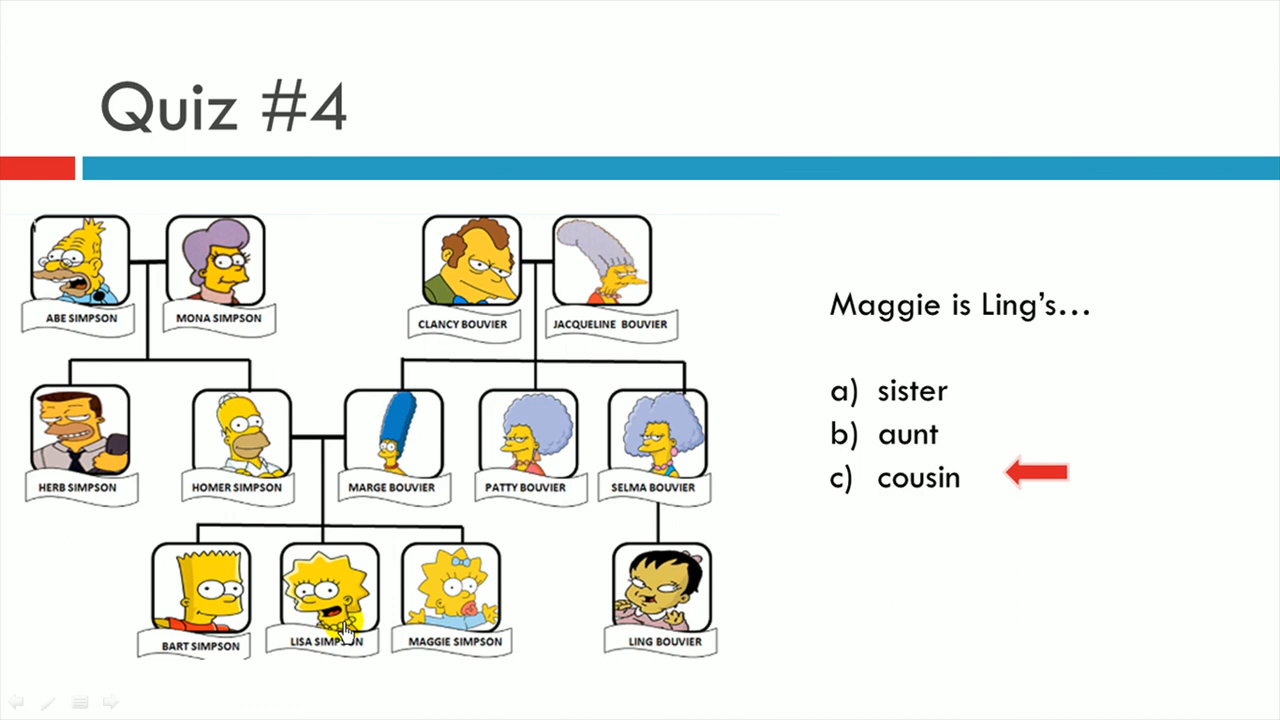 Quiz #4
ABE SIMPSON
MONA SIMPSON
CLANCY BOUVIER
JACQUELINE BOUVIER
HERB SIMPSON
HOMER SIMPSON
MARGE BOUVIER
PATTY BOUVIER
SELMA BOUVIER
BART SIMPSON
LISA SIMPSON
MAGGIE SIMPSON
LING BOUVIER
Maggie is Ling’s…
a) sister
b) aunt
c) cousin